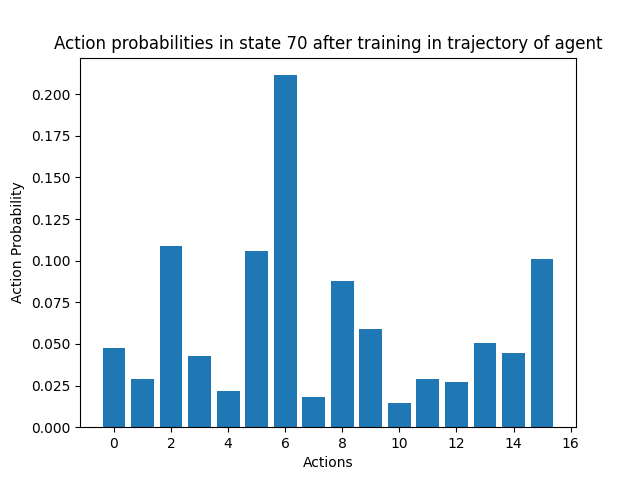 Action probabilities in state 70 after training in trajectory of agent
0.200
0.175
0.150
0.125
0.100
0.075
0.050
0.025
0.000
Action Probability
0 2 4 6 8 10 12 14 16
Actions